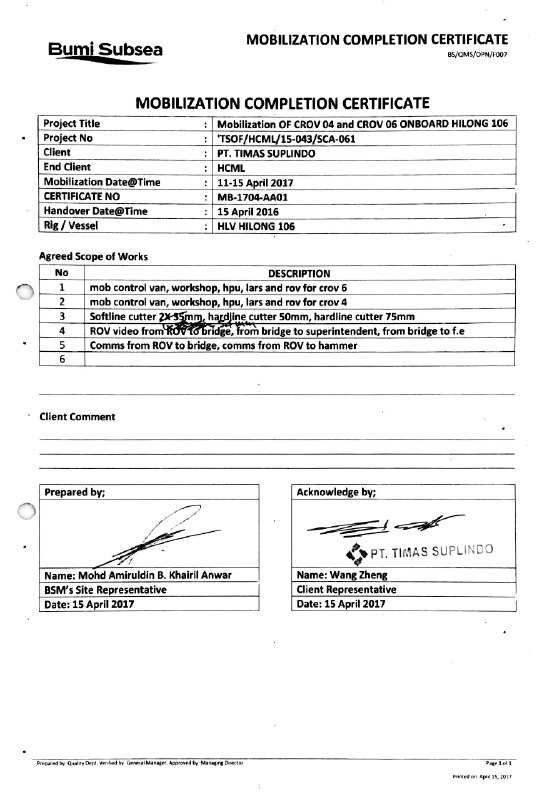 Bumi Subsea
MOBILIZATION COMPLETION CERTIFICATE
BS/QMS/OPN/F007
MOBILIZATION COMPLETION CERTIFICATE
Project Title : Mobilization OF CROV 04 and CROV 06 ONBOARD HILONG 106
Project No : 'TSOF/HCML/15-043/SCA-061
Client : PT. TIMAS SUPLINDO
End Client : HCML
Mobilization Date@Time : 11-15 April 2017
CERTIFICATE NO : MB-1704-AA01
Handover Date@Time : 15 April 2016
Rig / Vessel : HLV HILONG 106
Agreed Scope of Works
No DESCRIPTION
1 mob control van, workshop, hpu, lars and rov for crov 6
2 mob control van, workshop, hpu, lars and rov for crov 4
3 Softline cutter 2X 35mm, hardline cutter 50mm, hardline cutter 75mm
4 ROV video from ROV to bridge, from bridge to superintendent, from bridge to f.e
5 Comms from ROV to bridge, comms from ROV to hammer
6
Client Comment
Prepared by;
Name: Mohd Amiruldin B. Khairil Anwar
BSM's Site Representative
Date: 15 April 2017
Acknowledge by;
PT. TIMAS SUPLINDO
Name: Wang Zheng
Client Representative
Date: 15 April 2017
Prepared by Quality Dept. Verified by General Manager. Approved by Managing Director
Page 1 of 1
Printed on April 15, 2017